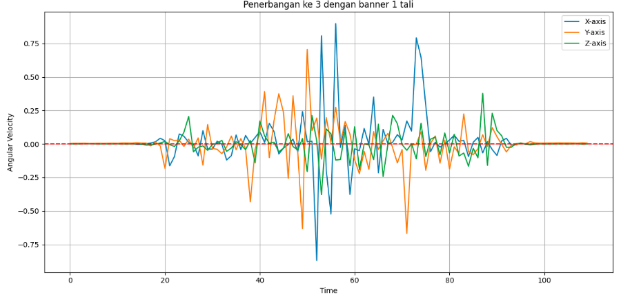 Penerbangan ke 3 dengan banner 1 tali
X-axis
Y-axis
Z-axis
Angular Velocity
0.75
0.50
0.25
0.00
−0.25
−0.50
−0.75
0
20
40
60
80
100
Time